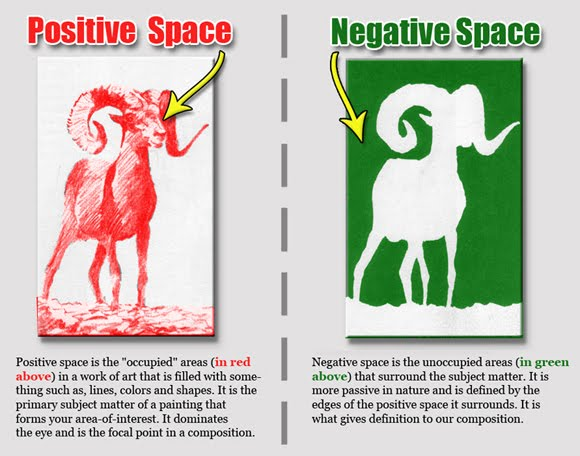 Positive Space
Negative Space
Positive space is the "occupied" areas (in red
above) in a work of art that is filled with some-
thing such as, lines, colors and shapes. It is the
primary subject matter of a painting that
forms your area-of-interest. It dominates
the eye and is the focal point in a composition.
Negative space is the unoccupied areas (in green
above) that surround the subject matter. It is
more passive in nature and is defined by the
edges of the positive space it surrounds. It is
what gives definition to our composition.